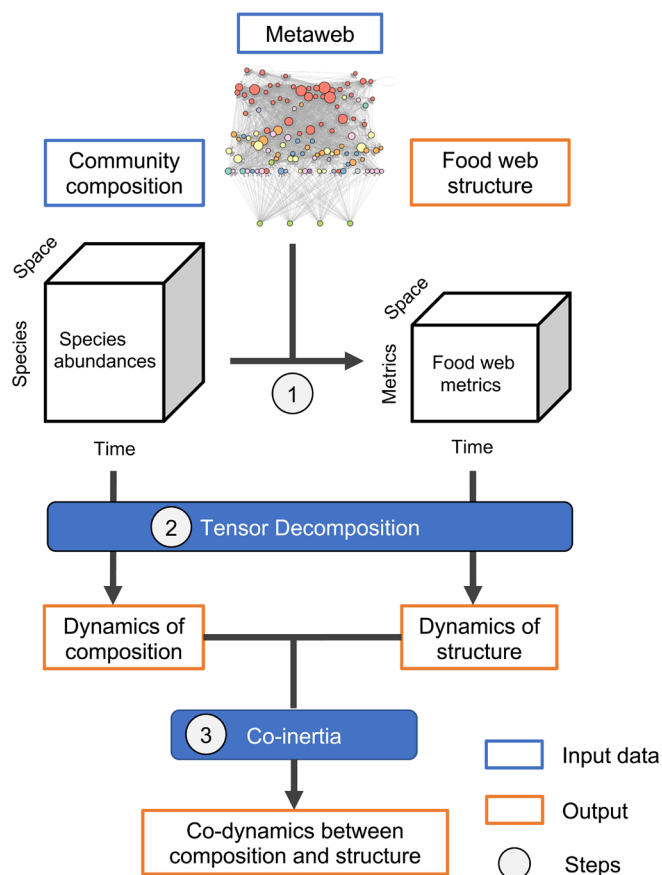 Metaweb
Community
composition
Food web
structure
Space
Species
Species
abundances
Time
Space
Metrics
Food web
metrics
Time
1
2 Tensor Decomposition
Dynamics of
composition
Dynamics of
structure
3 Co-inertia
Co-dynamics between
composition and structure
Input data
Output
Steps